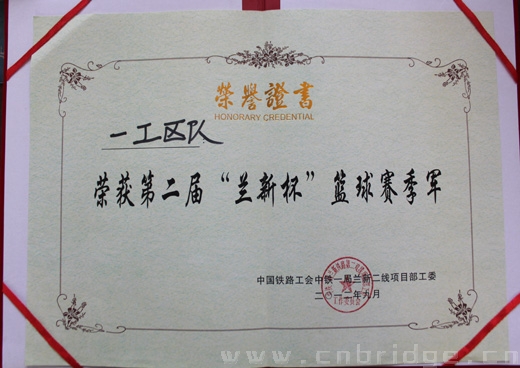 榮譽證書
HONORARY CREDENTIAL
一工区队
荣获第二届“兰新杯”篮球赛季军
中国铁路工会中铁一局兰新二线项目部工委
二〇一二年九月
www.cnbridge.cn